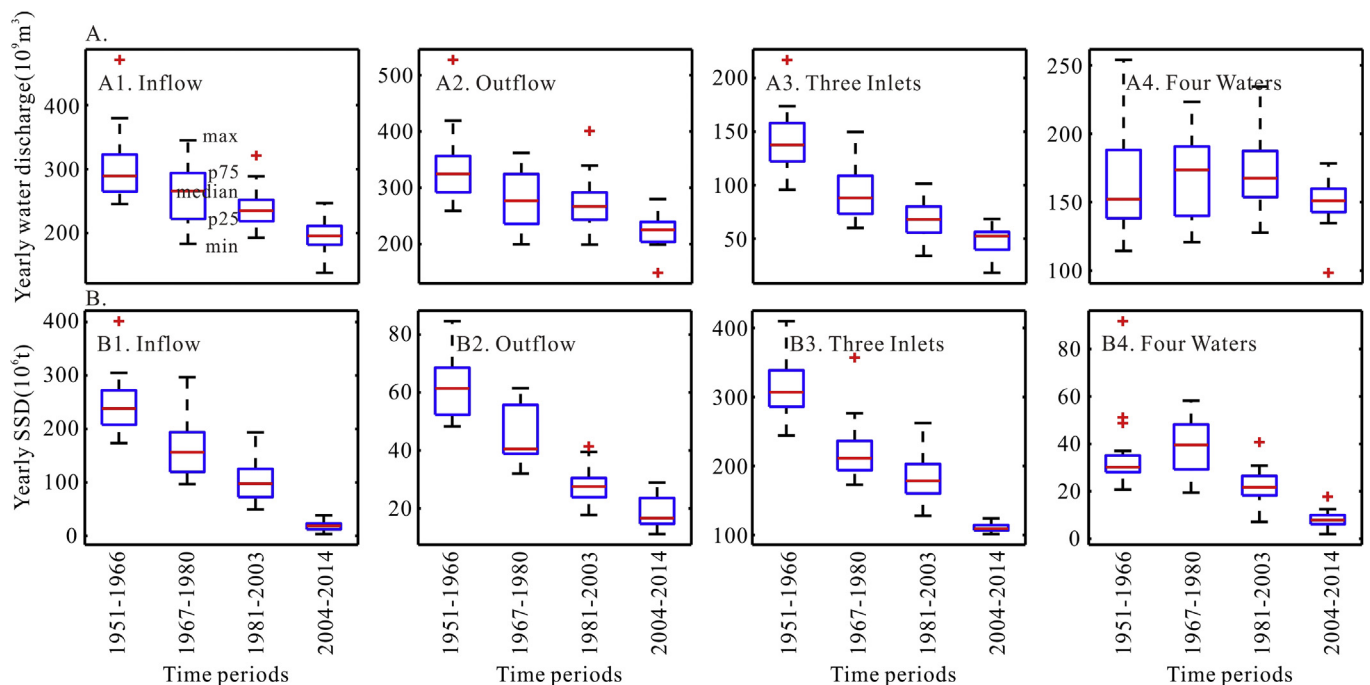 A.
Yearly water discharge(10⁹m³)
A1. Inflow
400
300
200
max
p75
median
p25
min
A2. Outflow
500
400
300
200
A3. Three Inlets
200
150
100
50
A4. Four Waters
250
200
150
100
B.
Yearly SSD(10⁶t)
B1. Inflow
400
300
200
100
0
B2. Outflow
80
60
40
20
B3. Three Inlets
400
300
200
100
B4. Four Waters
80
60
40
20
0
1951-1966
1967-1980
1981-2003
2004-2014
Time periods
1951-1966
1967-1980
1981-2003
2004-2014
Time periods
1951-1966
1967-1980
1981-2003
2004-2014
Time periods
1951-1966
1967-1980
1981-2003
2004-2014
Time periods